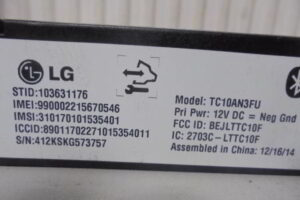 LG
STID:103631176
IMEI:990002215670546
IMSI:310170101535401
ICCID:89011702271015354011
S/N:412KSKG573757
Model: TC10AN3FU
Pri Pwr: 12V DC = Neg Gnd
FCC ID: BEJLTTC10F
IC: 2703C-LTTC10F
Assembled in China: 12/16/14